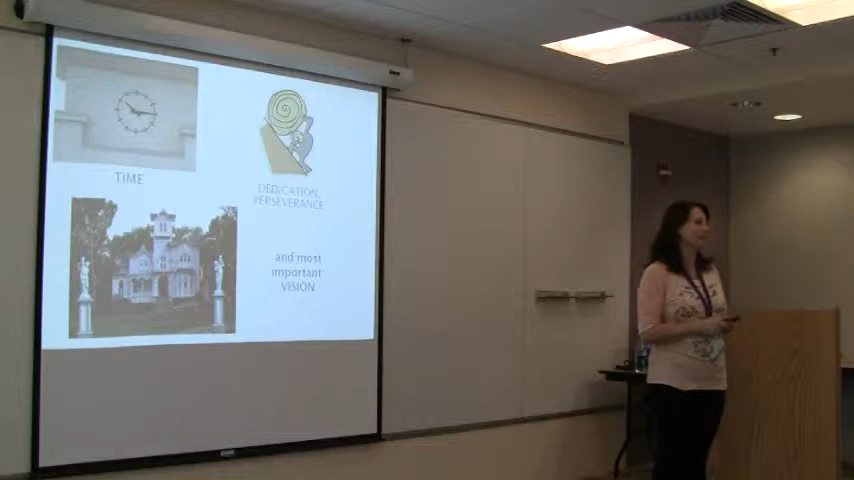 TIME
DEDICATION,
PERSEVERANCE
and most
important
VISION